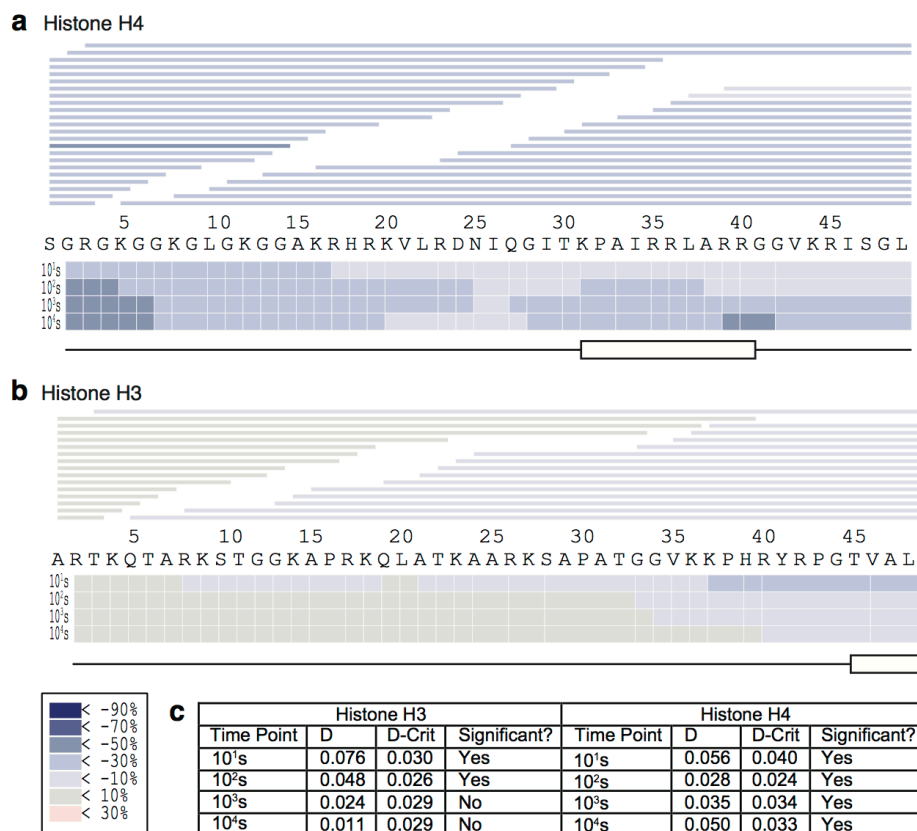 a Histone H4
5 10 15 20 25 30 35 40 45
SGRGKGGKGLGKGGAKRHRKVLRDNIQGITKPAIRRLARRGGVKRISGL
10¹s
10²s
10³s
10⁴s
b Histone H3
5 10 15 20 25 30 35 40 45
ARTKQTARKSTGGKAPRKQLATKAARKSAPATGGVKKPHRYRPGTVAL
10¹s
10²s
10³s
10⁴s
< -90%
< -70%
< -50%
< -30%
< -10%
< 10%
< 30%
c
Histone H3 Histone H4
Time Point D D-Crit Significant? Time Point D D-Crit Significant?
10¹s 0.076 0.030 Yes 10¹s 0.056 0.040 Yes
10²s 0.048 0.026 Yes 10²s 0.028 0.024 Yes
10³s 0.024 0.029 No 10³s 0.035 0.034 Yes
10⁴s 0.011 0.029 No 10⁴s 0.050 0.033 Yes